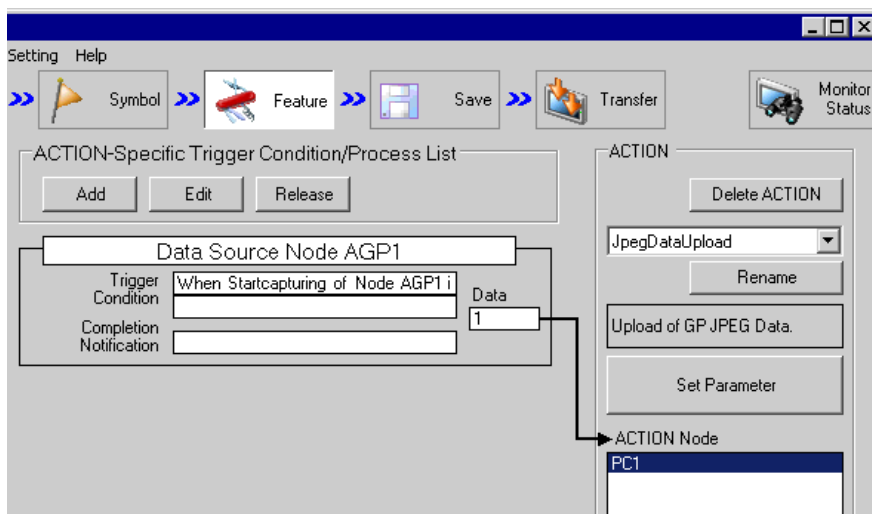 Setting Help
Symbol Feature Save Transfer Monitor Status
ACTION-Specific Trigger Condition/Process List
Add Edit Release
Data Source Node AGP1
Trigger Condition
When Startcapturing of Node AGP1 i
Data
1
Completion Notification
ACTION
Delete ACTION
JpegDataUpload
Rename
Upload of GP JPEG Data.
Set Parameter
ACTION Node
PC1